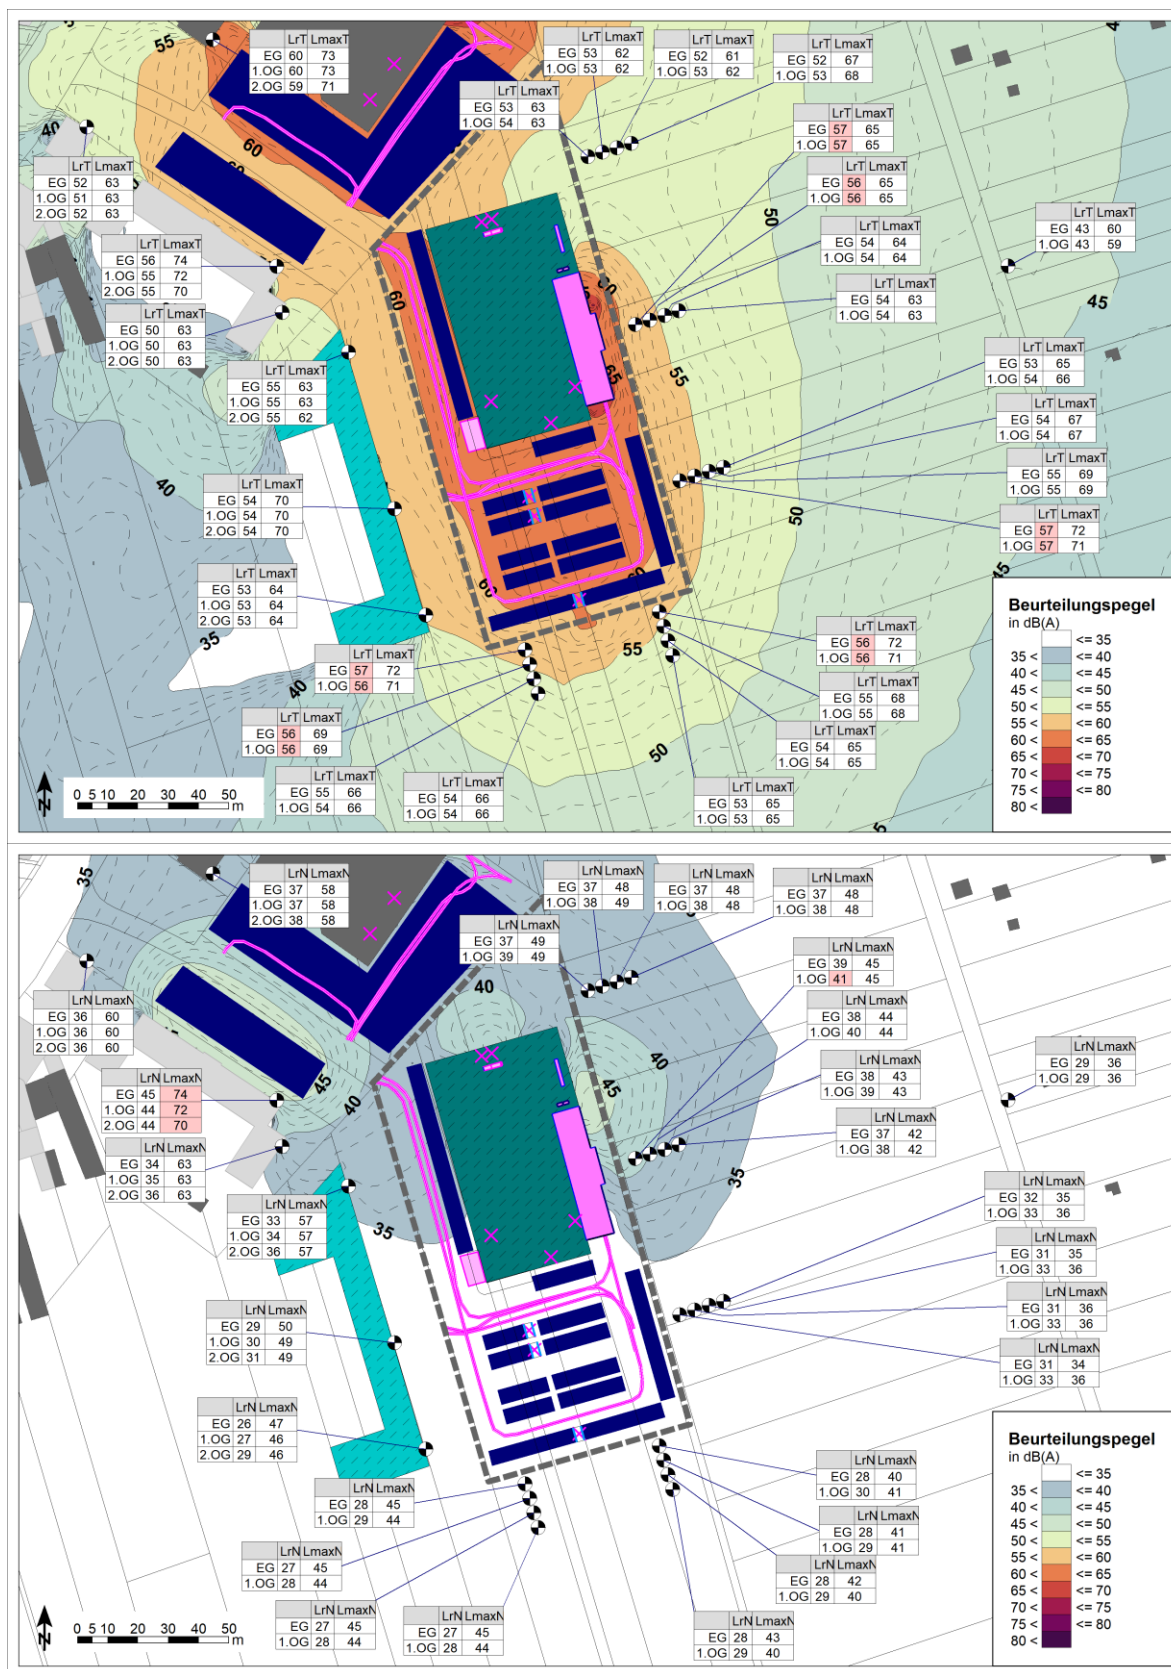 LrT LmaxT
EG 60 73
1.OG 60 73
2.OG 59 71
LrT LmaxT
EG 53 62
1.OG 53 62
LrT LmaxT
EG 52 61
1.OG 53 62
LrT LmaxT
EG 52 67
1.OG 53 68
LrT LmaxT
EG 53 63
1.OG 54 63
LrT LmaxT
EG 57 65
1.OG 57 65
LrT LmaxT
EG 52 63
1.OG 51 63
2.OG 52 63
LrT LmaxT
EG 56 65
1.OG 56 65
LrT LmaxT
EG 54 64
1.OG 54 64
LrT LmaxT
EG 43 60
1.OG 43 59
LrT LmaxT
EG 56 74
1.OG 55 72
2.OG 55 70
LrT LmaxT
EG 54 63
1.OG 54 63
LrT LmaxT
EG 50 63
1.OG 50 63
2.OG 50 63
LrT LmaxT
EG 53 65
1.OG 54 66
LrT LmaxT
EG 55 63
1.OG 55 63
2.OG 55 62
LrT LmaxT
EG 54 67
1.OG 54 67
LrT LmaxT
EG 55 69
1.OG 55 69
LrT LmaxT
EG 54 70
1.OG 54 70
2.OG 54 70
LrT LmaxT
EG 57 72
1.OG 57 71
LrT LmaxT
EG 53 64
1.OG 53 64
2.OG 53 64
LrT LmaxT
EG 56 72
1.OG 56 71
LrT LmaxT
EG 57 72
1.OG 56 71
LrT LmaxT
EG 55 68
1.OG 55 68
LrT LmaxT
EG 56 69
1.OG 56 69
LrT LmaxT
EG 54 65
1.OG 54 65
LrT LmaxT
EG 55 66
1.OG 54 66
LrT LmaxT
EG 54 66
1.OG 54 66
LrT LmaxT
EG 53 65
1.OG 53 65
55
40
60
60
50
45
65
55
40
50
45
35
40
55
50
N
0 5 10 20 30 40 50
m
Beurteilungspegel
in dB(A)
<= 35
35 < <= 40
40 < <= 45
45 < <= 50
50 < <= 55
55 < <= 60
60 < <= 65
65 < <= 70
70 < <= 75
75 < <= 80
80 <
LrN LmaxN
EG 37 58
1.OG 37 58
2.OG 38 58
LrN LmaxN
EG 37 48
1.OG 38 49
LrN LmaxN
EG 37 48
1.OG 38 48
LrN LmaxN
EG 37 48
1.OG 38 48
LrN LmaxN
EG 37 49
1.OG 39 49
LrN LmaxN
EG 39 45
1.OG 41 45
LrN LmaxN
EG 36 60
1.OG 36 60
2.OG 36 60
LrN LmaxN
EG 38 44
1.OG 40 44
LrN LmaxN
EG 38 43
1.OG 39 43
LrN LmaxN
EG 29 36
1.OG 29 36
LrN LmaxN
EG 45 74
1.OG 44 72
2.OG 44 70
LrN LmaxN
EG 37 42
1.OG 38 42
LrN LmaxN
EG 34 63
1.OG 35 63
2.OG 36 63
LrN LmaxN
EG 32 35
1.OG 33 36
LrN LmaxN
EG 33 57
1.OG 34 57
2.OG 36 57
LrN LmaxN
EG 31 35
1.OG 33 36
LrN LmaxN
EG 31 36
1.OG 33 36
LrN LmaxN
EG 29 50
1.OG 30 49
2.OG 31 49
LrN LmaxN
EG 31 34
1.OG 33 36
LrN LmaxN
EG 26 47
1.OG 27 46
2.OG 29 46
LrN LmaxN
EG 28 40
1.OG 30 41
LrN LmaxN
EG 28 45
1.OG 29 44
LrN LmaxN
EG 28 41
1.OG 29 41
LrN LmaxN
EG 27 45
1.OG 28 44
LrN LmaxN
EG 28 42
1.OG 29 40
LrN LmaxN
EG 27 45
1.OG 28 44
LrN LmaxN
EG 27 45
1.OG 28 44
LrN LmaxN
EG 28 43
1.OG 29 40
35
40
40
45
45
40
35
35
N
0 5 10 20 30 40 50
m
Beurteilungspegel
in dB(A)
<= 35
35 < <= 40
40 < <= 45
45 < <= 50
50 < <= 55
55 < <= 60
60 < <= 65
65 < <= 70
70 < <= 75
75 < <= 80
80 <